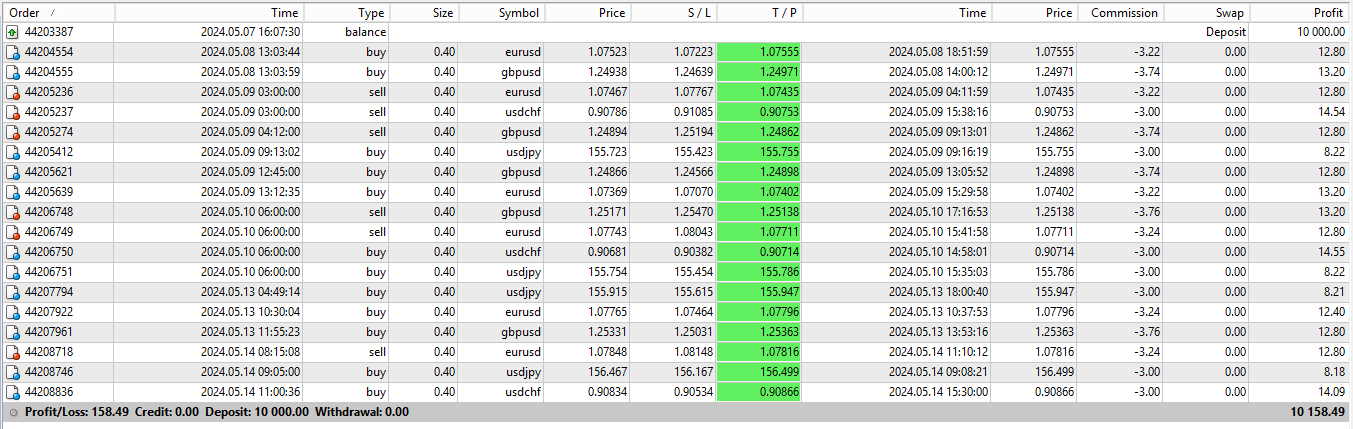 Order / Time Type Size Symbol Price S / L T / P Time Price Commission Swap Profit
44203387 2024.05.07 16:07:30 balance Deposit 10 000.00
44204554 2024.05.08 13:03:44 buy 0.40 eurusd 1.07523 1.07223 1.07555 2024.05.08 18:51:59 1.07555 -3.22 0.00 12.80
44204555 2024.05.08 13:03:59 buy 0.40 gbpusd 1.24938 1.24639 1.24971 2024.05.08 14:00:12 1.24971 -3.74 0.00 13.20
44205236 2024.05.09 03:00:00 sell 0.40 eurusd 1.07467 1.07767 1.07435 2024.05.09 04:11:59 1.07435 -3.22 0.00 12.80
44205237 2024.05.09 03:00:00 sell 0.40 usdchf 0.90786 0.91085 0.90753 2024.05.09 15:38:16 0.90753 -3.00 0.00 14.54
44205274 2024.05.09 04:12:00 sell 0.40 gbpusd 1.24894 1.25194 1.24862 2024.05.09 09:13:01 1.24862 -3.74 0.00 12.80
44205412 2024.05.09 09:13:02 buy 0.40 usdjpy 155.723 155.423 155.755 2024.05.09 09:16:19 155.755 -3.00 0.00 8.22
44205621 2024.05.09 12:45:00 buy 0.40 gbpusd 1.24866 1.24566 1.24898 2024.05.09 13:05:52 1.24898 -3.74 0.00 12.80
44205639 2024.05.09 13:12:35 buy 0.40 eurusd 1.07369 1.07070 1.07402 2024.05.09 15:29:58 1.07402 -3.22 0.00 13.20
44206748 2024.05.10 06:00:00 sell 0.40 gbpusd 1.25171 1.25470 1.25138 2024.05.10 17:16:53 1.25138 -3.76 0.00 13.20
44206749 2024.05.10 06:00:00 sell 0.40 eurusd 1.07743 1.08043 1.07711 2024.05.10 15:41:58 1.07711 -3.24 0.00 12.80
44206750 2024.05.10 06:00:00 buy 0.40 usdchf 0.90681 0.90382 0.90714 2024.05.10 14:58:01 0.90714 -3.00 0.00 14.55
44206751 2024.05.10 06:00:00 buy 0.40 usdjpy 155.754 155.454 155.786 2024.05.10 15:35:03 155.786 -3.00 0.00 8.22
44207794 2024.05.13 04:49:14 buy 0.40 usdjpy 155.915 155.615 155.947 2024.05.13 18:00:40 155.947 -3.00 0.00 8.21
44207922 2024.05.13 10:30:04 buy 0.40 eurusd 1.07765 1.07464 1.07796 2024.05.13 10:37:53 1.07796 -3.24 0.00 12.40
44207961 2024.05.13 11:55:23 buy 0.40 gbpusd 1.25331 1.25031 1.25363 2024.05.13 13:53:16 1.25363 -3.76 0.00 12.80
44208718 2024.05.14 08:15:08 sell 0.40 eurusd 1.07848 1.08148 1.07816 2024.05.14 11:10:12 1.07816 -3.24 0.00 12.80
44208746 2024.05.14 09:05:00 buy 0.40 usdjpy 156.467 156.167 156.499 2024.05.14 09:08:21 156.499 -3.00 0.00 8.18
44208836 2024.05.14 11:00:36 buy 0.40 usdchf 0.90834 0.90534 0.90866 2024.05.14 15:30:00 0.90866 -3.00 0.00 14.09
Profit/Loss: 158.49 Credit: 0.00 Deposit: 10 000.00 Withdrawal: 0.00 10 158.49